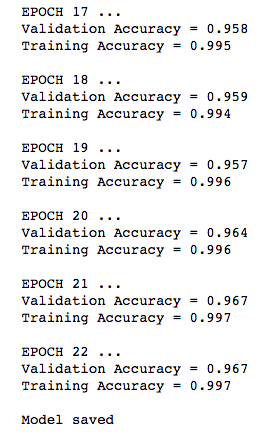 EPOCH 17 ...
Validation Accuracy = 0.958
Training Accuracy = 0.995
EPOCH 18 ...
Validation Accuracy = 0.959
Training Accuracy = 0.994
EPOCH 19 ...
Validation Accuracy = 0.957
Training Accuracy = 0.996
EPOCH 20 ...
Validation Accuracy = 0.964
Training Accuracy = 0.996
EPOCH 21 ...
Validation Accuracy = 0.967
Training Accuracy = 0.997
EPOCH 22 ...
Validation Accuracy = 0.967
Training Accuracy = 0.997
Model saved